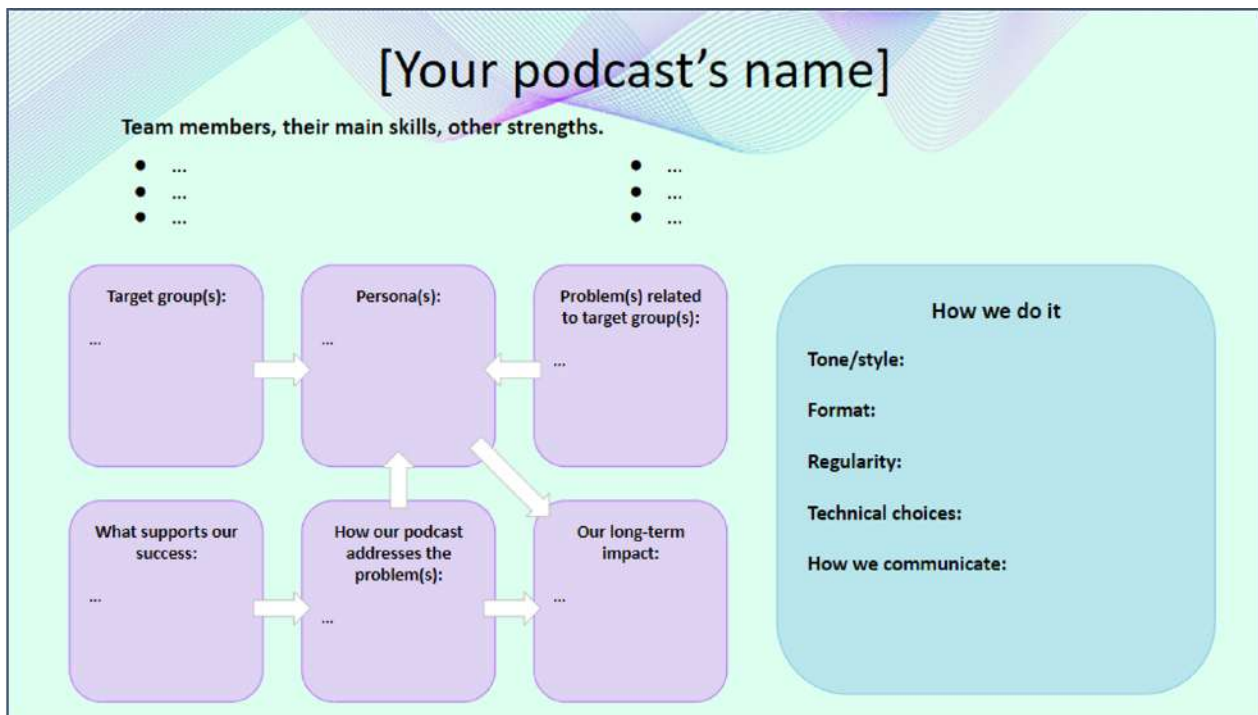 [Your podcast's name]
Team members, their main skills, other strengths.
● ...
● ...
● ...
● ...
● ...
● ...
Target group(s):
...
Persona(s):
...
Problem(s) related
to target group(s):
...
What supports our
success:
...
How our podcast
addresses the
problem(s):
...
Our long-term
impact:
...
How we do it
Tone/style:
Format:
Regularity:
Technical choices:
How we communicate: